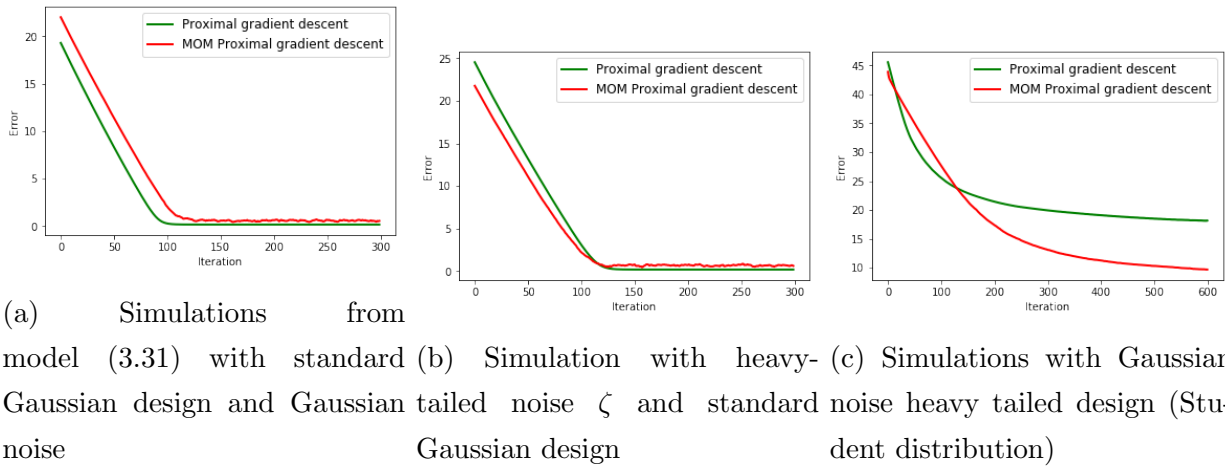 Proximal gradient descent
MOM Proximal gradient descent
20
15
10
5
0
Error
0 50 100 150 200 250 300
Iteration
(a) Simulations from
model (3.31) with standard
Gaussian design and Gaussian
noise
Proximal gradient descent
MOM Proximal gradient descent
25
20
15
10
5
0
Error
0 50 100 150 200 250 300
Iteration
(b) Simulation with heavy-
tailed noise ζ and standard
Gaussian design
Proximal gradient descent
MOM Proximal gradient descent
45
40
35
30
25
20
15
10
Error
0 100 200 300 400 500 600
Iteration
(c) Simulations with Gaussian
noise heavy tailed design (Stu-
dent distribution)